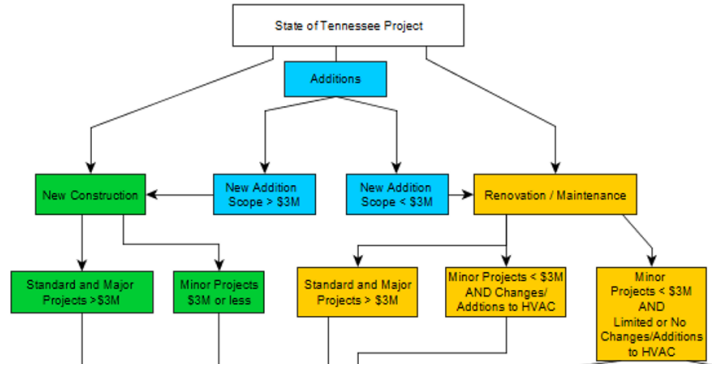 State of Tennessee Project
Additions
New Construction
New Addition
Scope > $3M
New Addition
Scope < $3M
Renovation / Maintenance
Standard and Major
Projects >$3M
Minor Projects
$3M or less
Standard and Major
Projects > $3M
Minor Projects < $3M
AND Changes/
Addtions to HVAC
Minor
Projects < $3M
AND
Limited or No
Changes/Additions
to HVAC